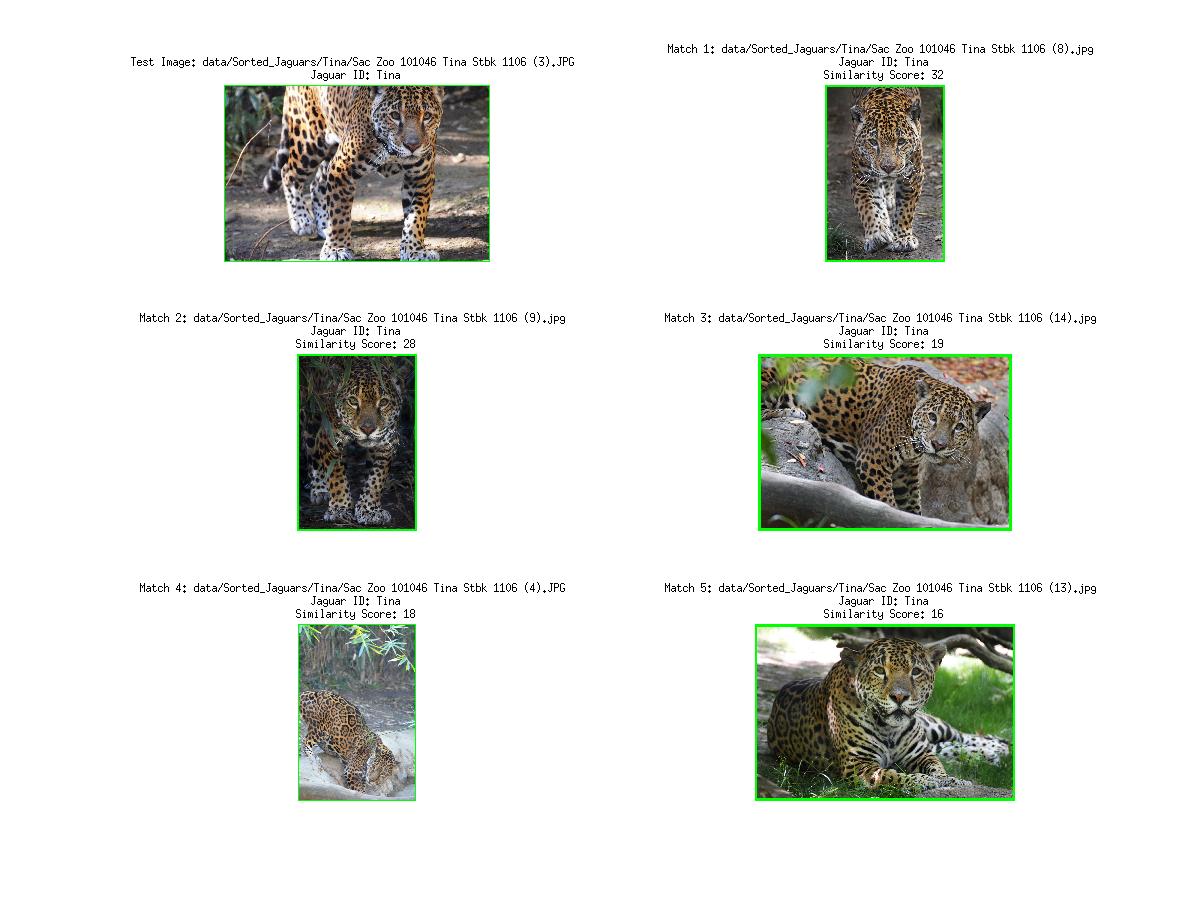 Test Image: data/Sorted_Jaguars/Tina/Sac Zoo 101046 Tina Stbk 1106 (3).JPG
Jaguar ID: Tina
Match 1: data/Sorted_Jaguars/Tina/Sac Zoo 101046 Tina Stbk 1106 (8).jpg
Jaguar ID: Tina
Similarity Score: 32
Match 2: data/Sorted_Jaguars/Tina/Sac Zoo 101046 Tina Stbk 1106 (9).jpg
Jaguar ID: Tina
Similarity Score: 28
Match 3: data/Sorted_Jaguars/Tina/Sac Zoo 101046 Tina Stbk 1106 (14).jpg
Jaguar ID: Tina
Similarity Score: 19
Match 4: data/Sorted_Jaguars/Tina/Sac Zoo 101046 Tina Stbk 1106 (4).JPG
Jaguar ID: Tina
Similarity Score: 18
Match 5: data/Sorted_Jaguars/Tina/Sac Zoo 101046 Tina Stbk 1106 (13).jpg
Jaguar ID: Tina
Similarity Score: 16